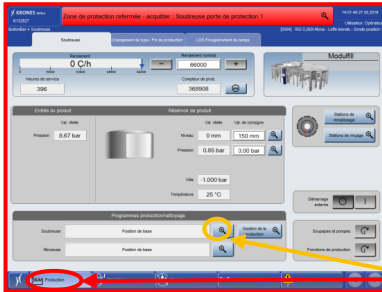 KRONES
Zone de protection refermée - acquitter : Soutireuse porte de protection 1
Soutireuse
Changement de type / Fin de production
LDS Enregistrement du temps
Rendement
0 Ç/h
Rendement nominal
66000
Modulfill
Heures de service
396
Compteur de prod.
368908
Entrée du produit
Réservoir de produit
Val. réelle
Val. réelle
Val. de consigne
Pression
8.67 bar
Niveau
0 mm
150 mm
Pression
0.85 bar
3.00 bar
Vide
-1.000 bar
Température
25 °C
Stations de remplissage
Stations de rinçage
Démarrage externe
Programmes production/nettoyage
Soutireuse
Position de base
Gestion de la production
Rinceuse
Position de base
Soupapes et pompes
Fonctions de production
Production